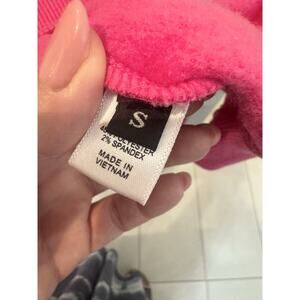 S
POLYESTER
2% SPANDEX
MADE IN
VIETNAM